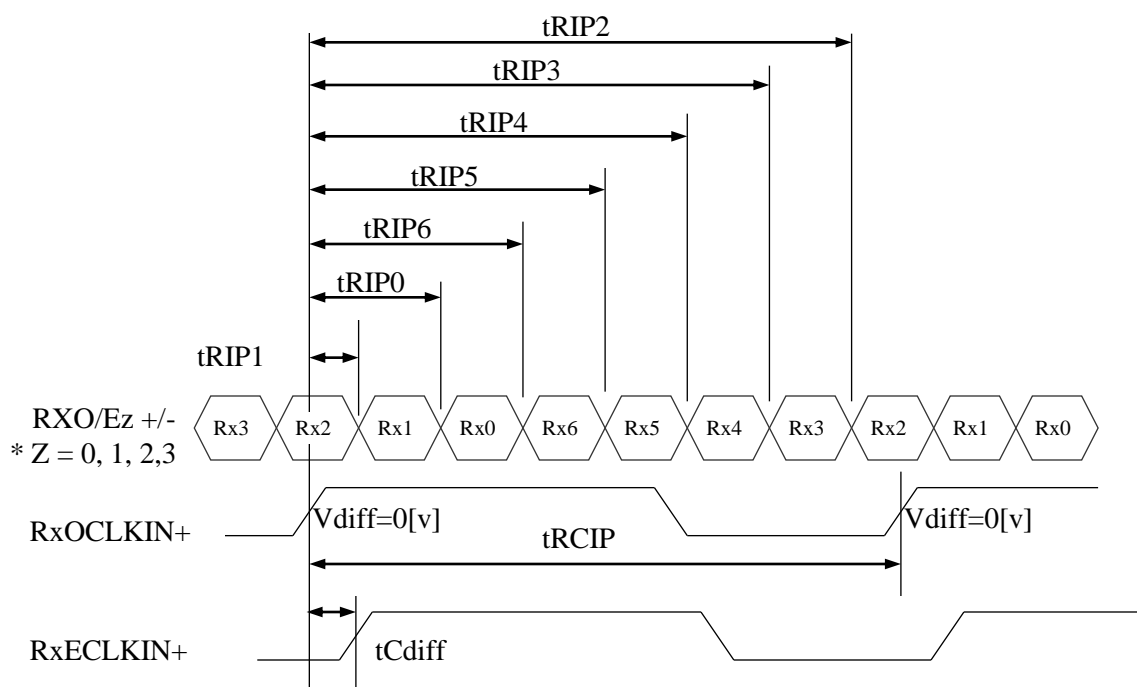 tRIP2
tRIP3
tRIP4
tRIP5
tRIP6
tRIP0
tRIP1
RXO/Ez +/-
* Z = 0, 1, 2,3
Rx3 Rx2 Rx1 Rx0 Rx6 Rx5 Rx4 Rx3 Rx2 Rx1 Rx0
RxOCLKIN+
Vdiff=0[v] Vdiff=0[v]
tRCIP
RxECLKIN+
tCdiff